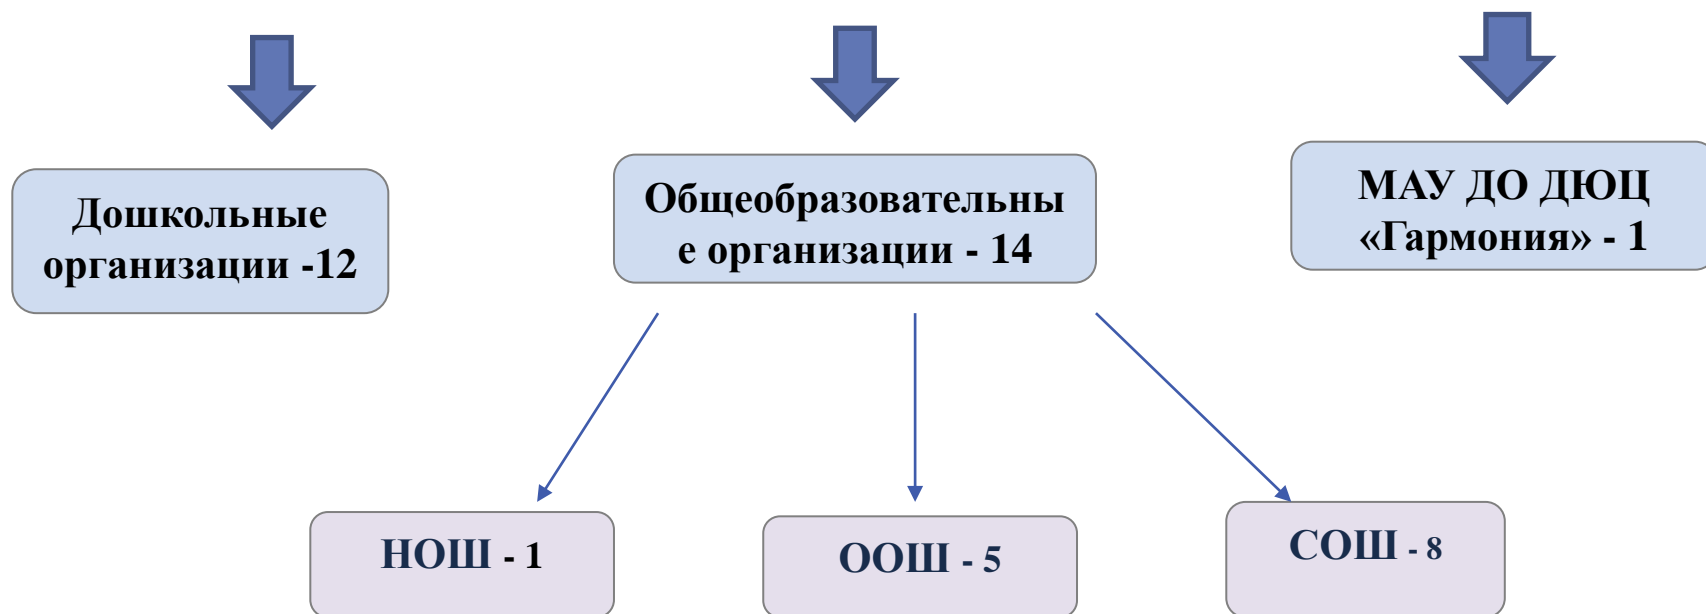 Дошкольные
организации -12
Общеобразовательны
е организации - 14
МАУ ДО ДЮЦ
«Гармония» - 1
НОШ - 1
ООШ - 5
СОШ - 8